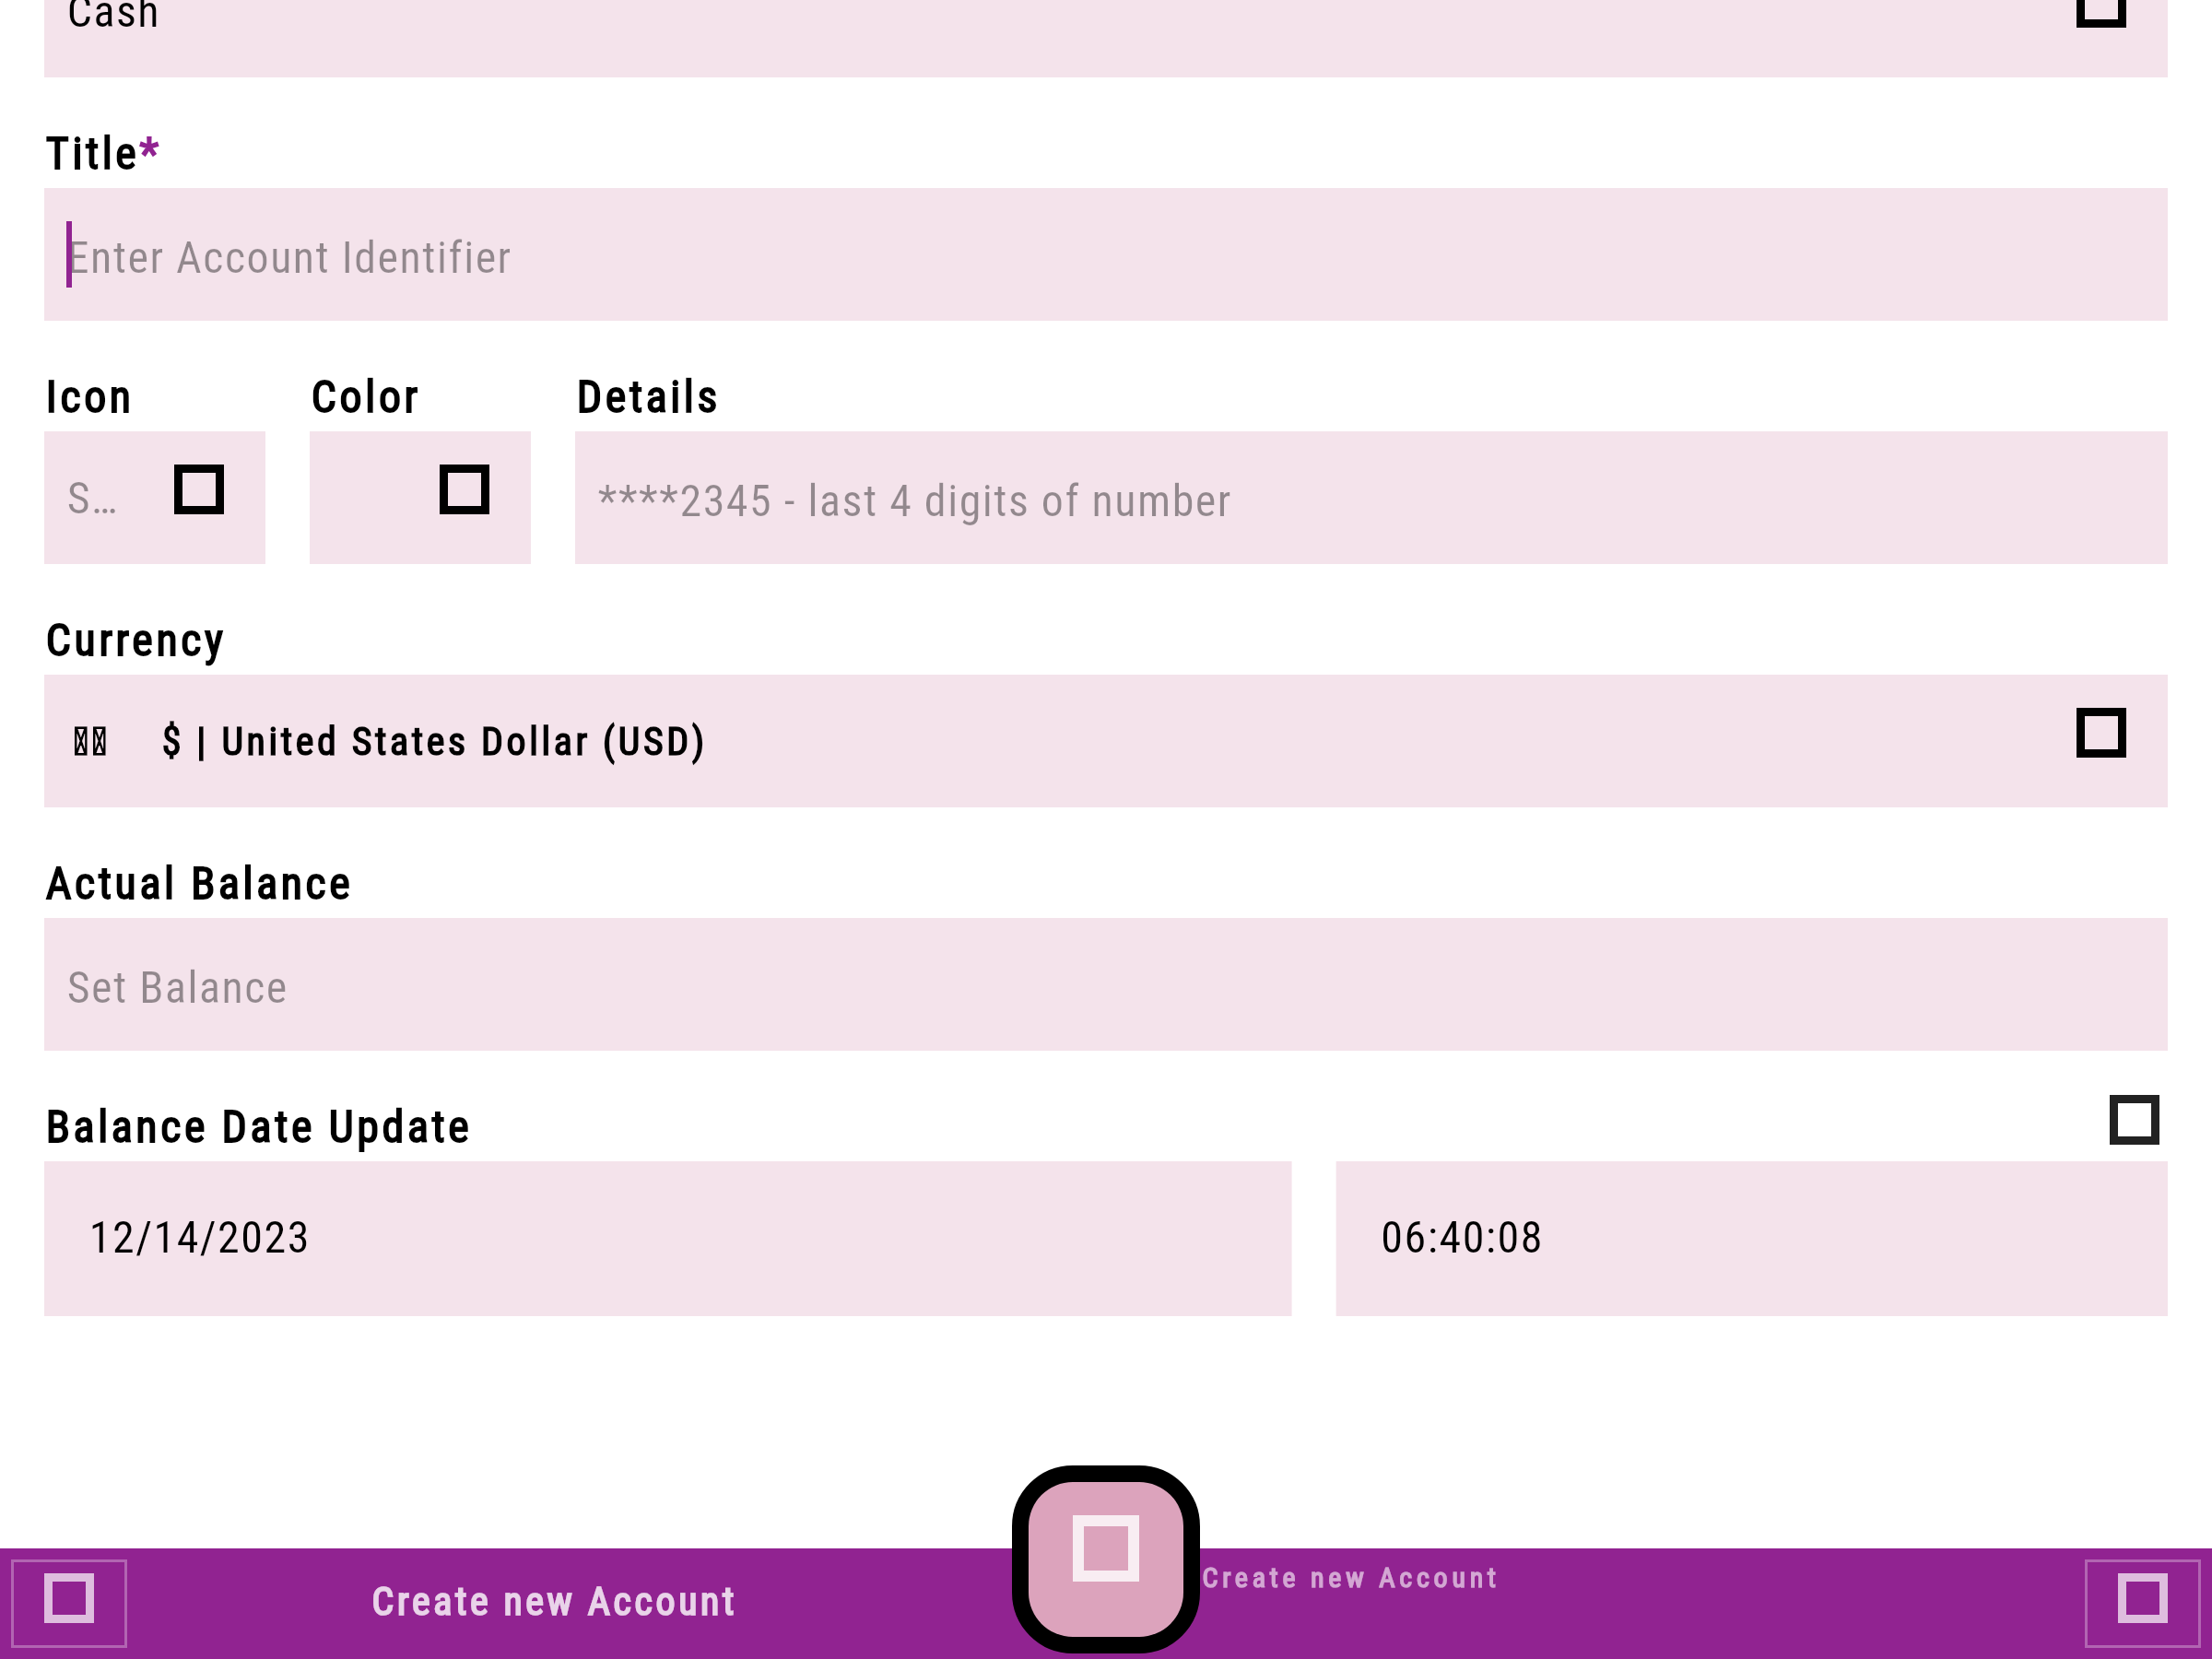 Cash
Title*
Enter Account Identifier
Icon Color Details
S… ****2345 - last 4 digits of number
Currency
$ | United States Dollar (USD)
Actual Balance
Set Balance
Balance Date Update
12/14/2023 06:40:08
Create new Account Create new Account